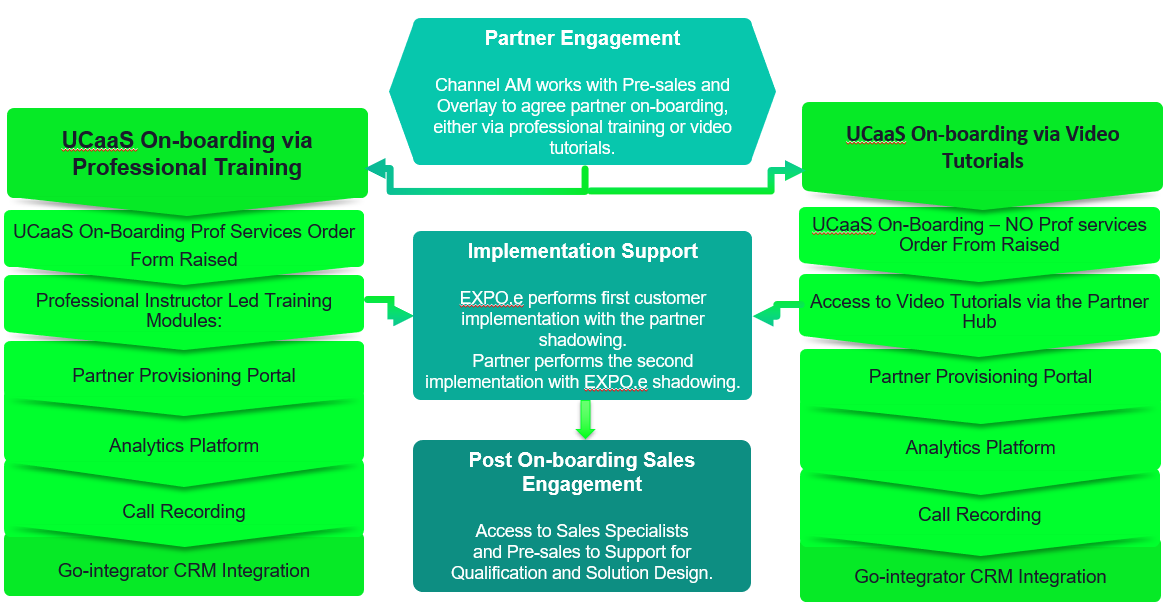 Partner Engagement
Channel AM works with Pre-sales and
Overlay to agree partner on-boarding,
either via professional training or video
tutorials.
UCaaS On-boarding via
Professional Training
UCaaS On-Boarding Prof Services Order
Form Raised
Professional Instructor Led Training
Modules:
Partner Provisioning Portal
Analytics Platform
Call Recording
Go-integrator CRM Integration
Implementation Support
EXPO.e performs first customer
implementation with the partner
shadowing.
Partner performs the second
implementation with EXPO.e shadowing.
Post On-boarding Sales
Engagement
Access to Sales Specialists
and Pre-sales to Support for
Qualification and Solution Design.
UCaaS On-boarding via Video
Tutorials
UCaaS On-Boarding – NO Prof services
Order From Raised
Access to Video Tutorials via the Partner
Hub
Partner Provisioning Portal
Analytics Platform
Call Recording
Go-integrator CRM Integration